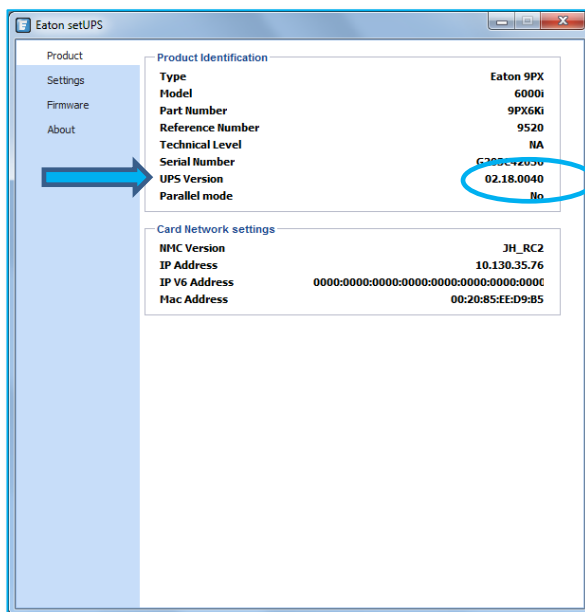 Eaton setUPS
Product
Settings
Firmware
About
Product Identification
Type Eaton 9PX
Model 6000i
Part Number 9PX6Ki
Reference Number 9520
Technical Level NA
Serial Number
UPS Version 02.18.0040
Parallel mode No
Card Network settings
NMC Version JH_RC2
IP Address 10.130.35.76
IP V6 Address 0000:0000:0000:0000:0000:0000:0000:0000
Mac Address 00:20:85:EE:D9:B5